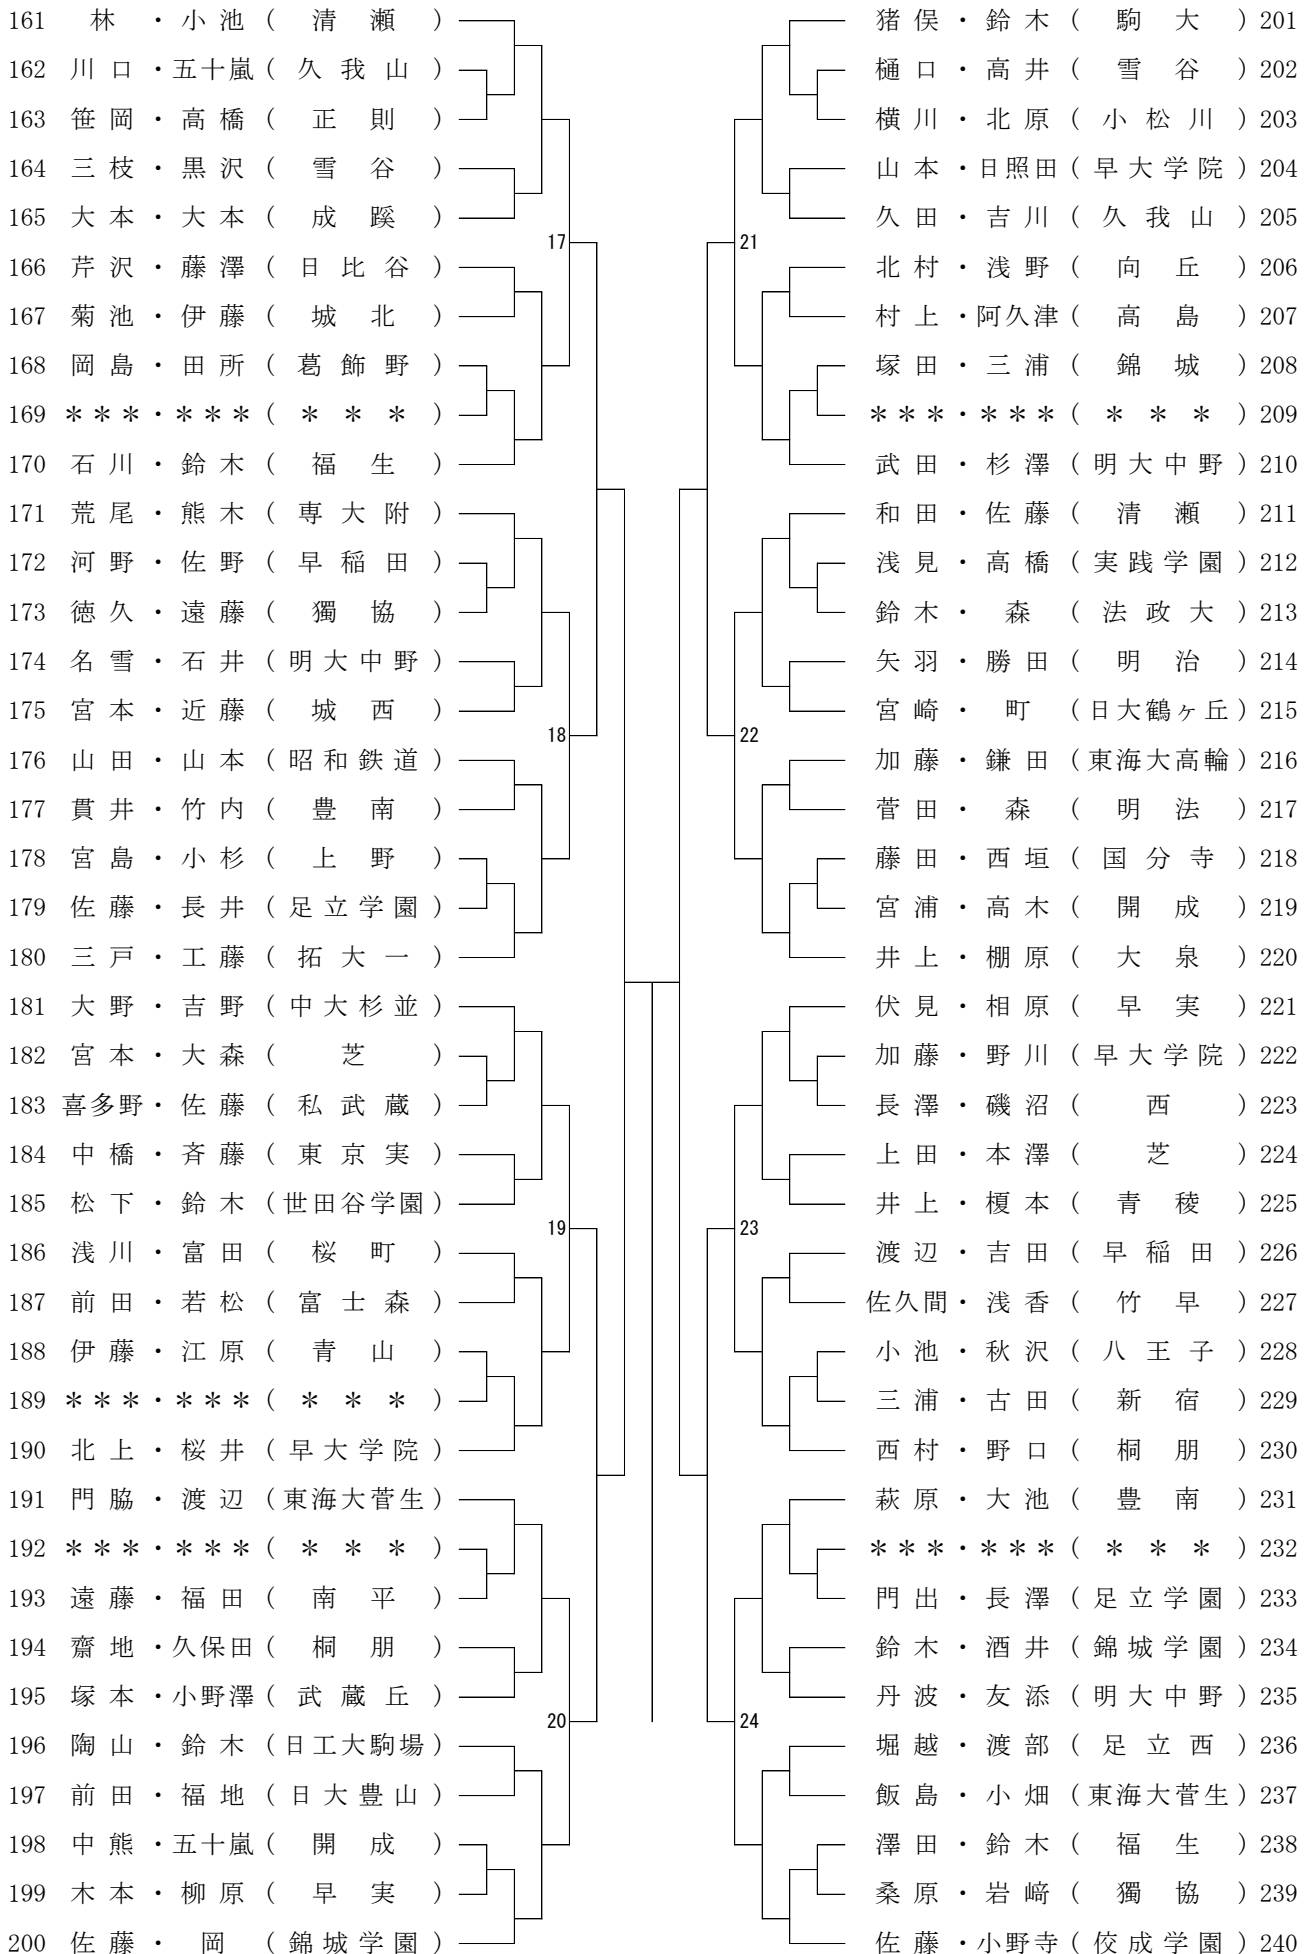 161 林・小池(清瀬)
162 川口・五十嵐(久我山)
163 笹岡・高橋(正則)
164 三枝・黒沢(雪谷)
165 大本・大本(成蹊)
17
166 芹沢・藤澤(日比谷)
167 菊池・伊藤(城北)
168 岡島・田所(葛飾野)
169 ***・***(***)
170 石川・鈴木(福生)
171 荒尾・熊木(専大附)
172 河野・佐野(早稲田)
173 徳久・遠藤(獨協)
174 名雪・石井(明大中野)
175 宮本・近藤(城西)
18
176 山田・山本(昭和鉄道)
177 貫井・竹内(豊南)
178 宮島・小杉(上野)
179 佐藤・長井(足立学園)
180 三戸・工藤(拓大一)
181 大野・吉野(中大杉並)
182 宮本・大森(芝)
183 喜多野・佐藤(私武蔵)
184 中橋・斉藤(東京実)
185 松下・鈴木(世田谷学園)
19
186 浅川・富田(桜町)
187 前田・若松(富士森)
188 伊藤・江原(青山)
189 ***・***(***)
190 北上・桜井(早大学院)
191 門脇・渡辺(東海大菅生)
192 ***・***(***)
193 遠藤・福田(南平)
194 齋地・久保田(桐朋)
195 塚本・小野澤(武蔵丘)
20
196 陶山・鈴木(日工大駒場)
197 前田・福地(日大豊山)
198 中熊・五十嵐(開成)
199 木本・柳原(早実)
200 佐藤・岡(錦城学園)
猪俣・鈴木(駒大)201
樋口・高井(雪谷)202
横川・北原(小松川)203
山本・日照田(早大学院)204
久田・吉川(久我山)205
21
北村・浅野(向丘)206
村上・阿久津(高島)207
塚田・三浦(錦城)208
***・***(***)209
武田・杉澤(明大中野)210
和田・佐藤(清瀬)211
浅見・高橋(実践学園)212
鈴木・森(法政大)213
矢羽・勝田(明治)214
宮崎・町(日大鶴ヶ丘)215
22
加藤・鎌田(東海大高輪)216
菅田・森(明法)217
藤田・西垣(国分寺)218
宮浦・高木(開成)219
井上・棚原(大泉)220
伏見・相原(早実)221
加藤・野川(早大学院)222
長澤・磯沼(西)223
上田・本澤(芝)224
井上・榎本(青稜)225
23
渡辺・吉田(早稲田)226
佐久間・浅香(竹早)227
小池・秋沢(八王子)228
三浦・古田(新宿)229
西村・野口(桐朋)230
萩原・大池(豊南)231
***・***(***)232
門出・長澤(足立学園)233
鈴木・酒井(錦城学園)234
丹波・友添(明大中野)235
24
堀越・渡部(足立西)236
飯島・小畑(東海大菅生)237
澤田・鈴木(福生)238
桑原・岩﨑(獨協)239
佐藤・小野寺(佼成学園)240